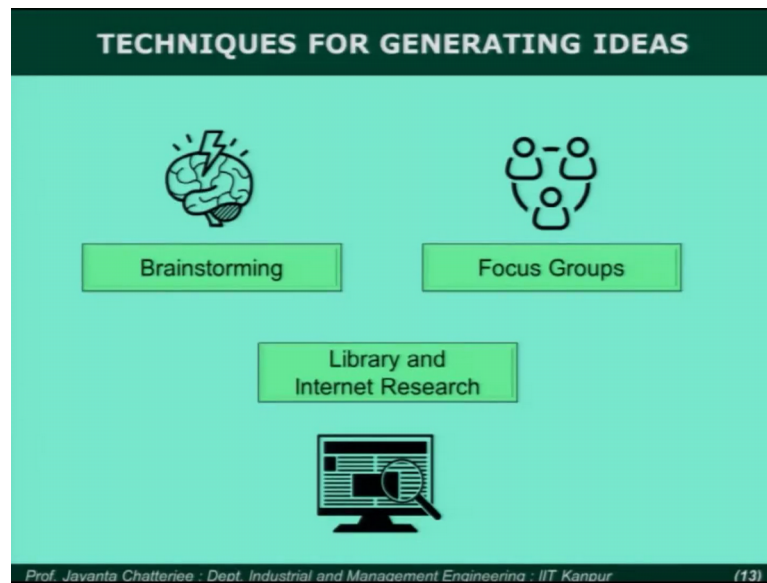 TECHNIQUES FOR GENERATING IDEAS
Brainstorming
Focus Groups
Library and
Internet Research
Prof. Jayanta Chatterjee : Dept. Industrial and Management Engineering : IIT Kanpur
(13)